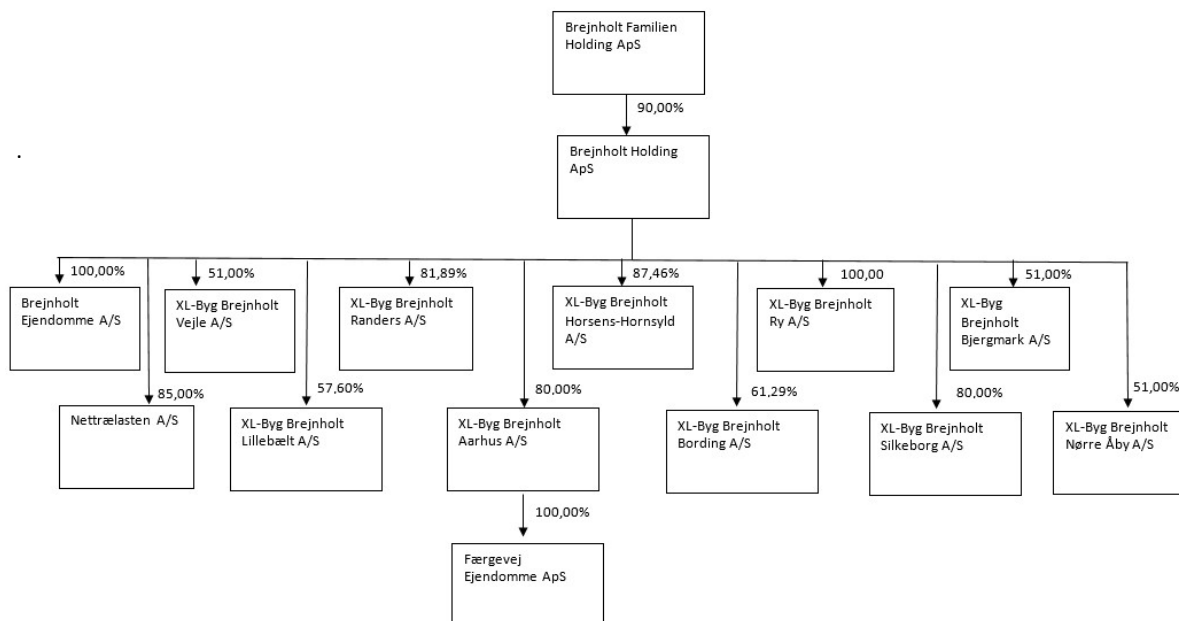 Brejnholt Familien
Holding ApS
90,00%
.
Brejnholt Holding
ApS
100,00%
51,00%
81,89%
87,46%
100,00
51,00%
Brejnholt
Ejendomme A/S
XL-Byg Brejnholt
Vejle A/S
XL-Byg Brejnholt
Randers A/S
XL-Byg Brejnholt
Horsens-Hornsyld
A/S
XL-Byg Brejnholt
Ry A/S
XL-Byg
Brejnholt
Bjergmark A/S
85,00%
57,60%
80,00%
61,29%
80,00%
51,00%
Nettrælasten A/S
XL-Byg Brejnholt
Lillebælt A/S
XL-Byg Brejnholt
Aarhus A/S
XL-Byg Brejnholt
Bording A/S
XL-Byg Brejnholt
Silkeborg A/S
XL-Byg Brejnholt
Nørre Åby A/S
100,00%
Færgevej
Ejendomme ApS